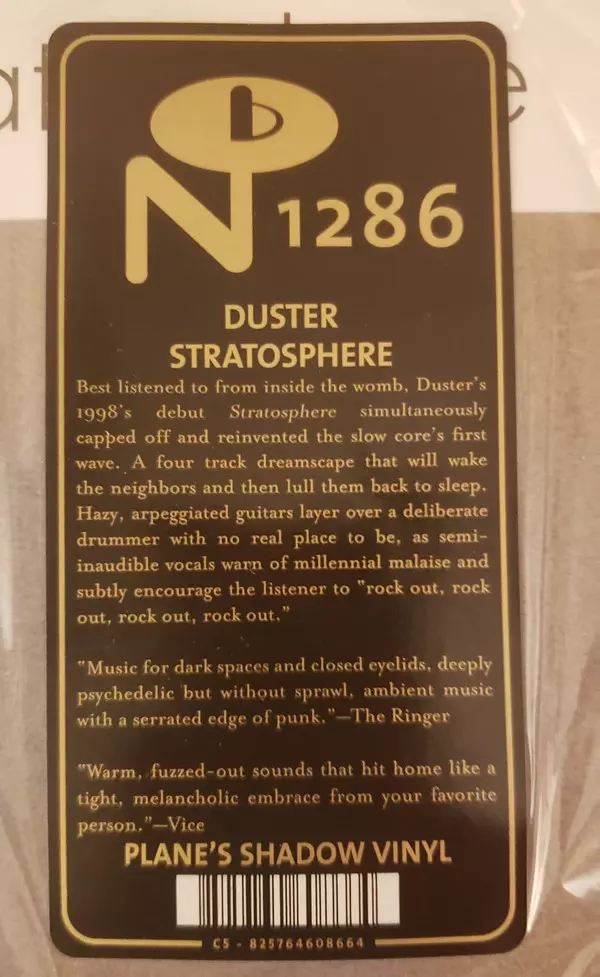 1286
DUSTER
STRATOSPHERE
Best listened to from inside the womb, Duster's
1998's debut Stratosphere simultaneously
capped off and reinvented the slow core's first
wave. A four track dreamscape that will wake
the neighbors and then lull them back to sleep.
Hazy, arpeggiated guitars layer over a deliberate
drummer with no real place to be, as semi-
inaudible vocals warn of millennial malaise and
subtly encourage the listener to "rock out, rock
out, rock out, rock out."
"Music for dark spaces and closed eyelids, deeply
psychedelic but without sprawl, ambient music
with a serrated edge of punk."—The Ringer
"Warm, fuzzed-out sounds that hit home like a
tight, melancholic embrace from your favorite
person."—Vice
PLANE'S SHADOW VINYL
C5 - 825764608664